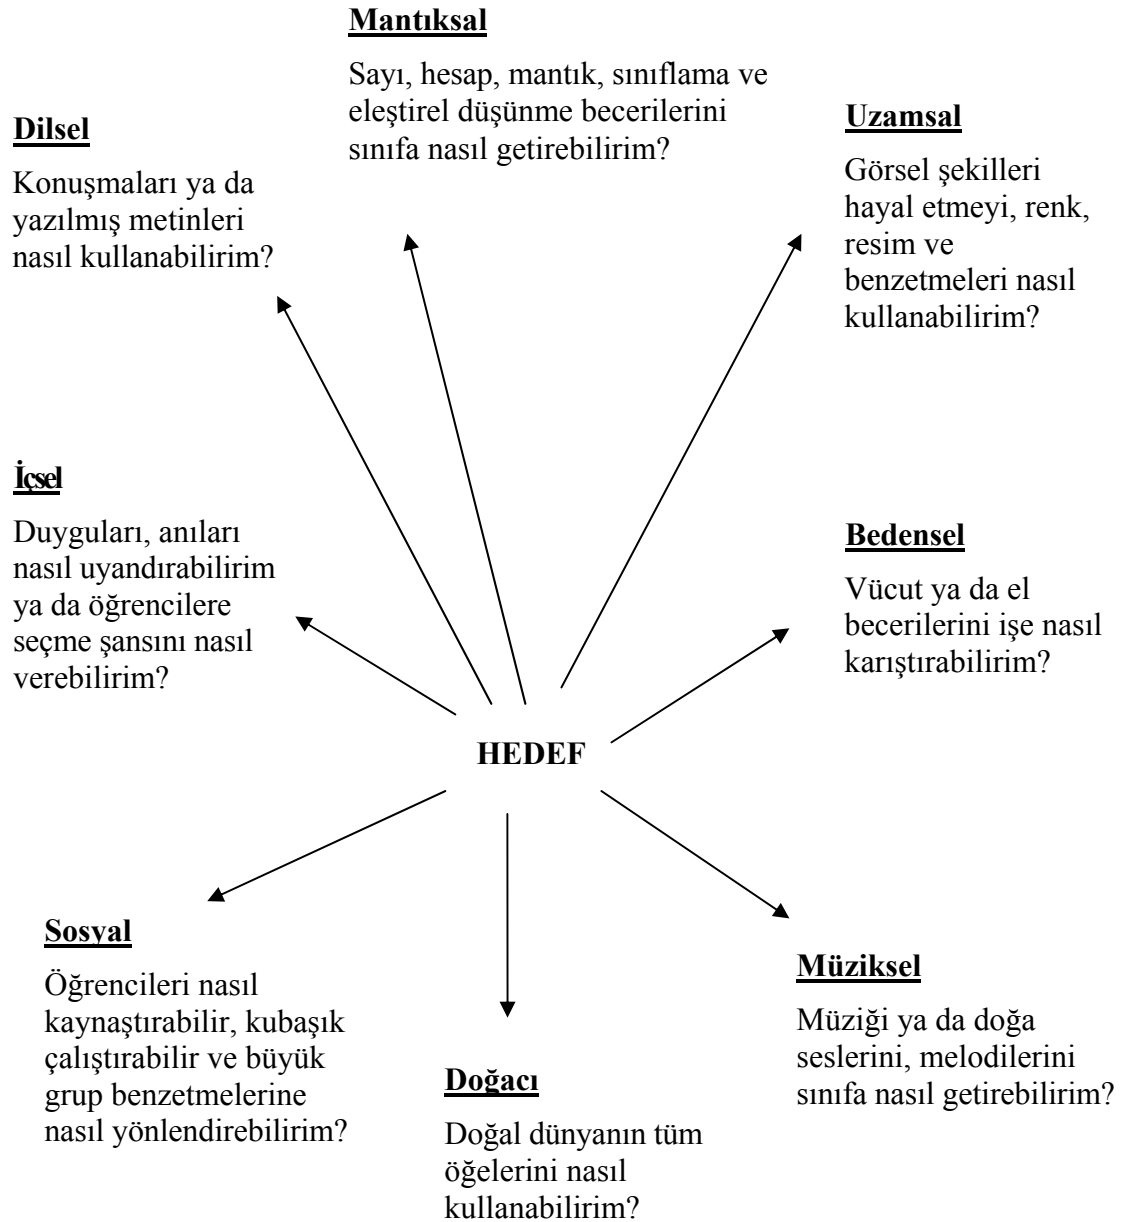 Mantıksal
Sayı, hesap, mantık, sınıflama ve
eleştirel düşünme becerilerini
sınıfa nasıl getirebilirim?
Dilsel
Konuşmaları ya da
yazılmış metinleri
nasıl kullanabilirim?
Uzamsal
Görsel şekilleri
hayal etmeyi, renk,
resim ve
benzetmeleri nasıl
kullanabilirim?
İçsel
Duyguları, anıları
nasıl uyandırabilirim
ya da öğrencilere
seçme şansını nasıl
verebilirim?
Bedensel
Vücut ya da el
becerilerini işe nasıl
karıştırabilirim?
HEDEF
Sosyal
Öğrencileri nasıl
kaynaştırabilir, kubaşık
çalıştırabilir ve büyük
grup benzetmelerine
nasıl yönlendirebilirim?
Doğacı
Doğal dünyanın tüm
öğelerini nasıl
kullanabilirim?
Müziksel
Müziği ya da doğa
seslerini, melodilerini
sınıfa nasıl getirebilirim?